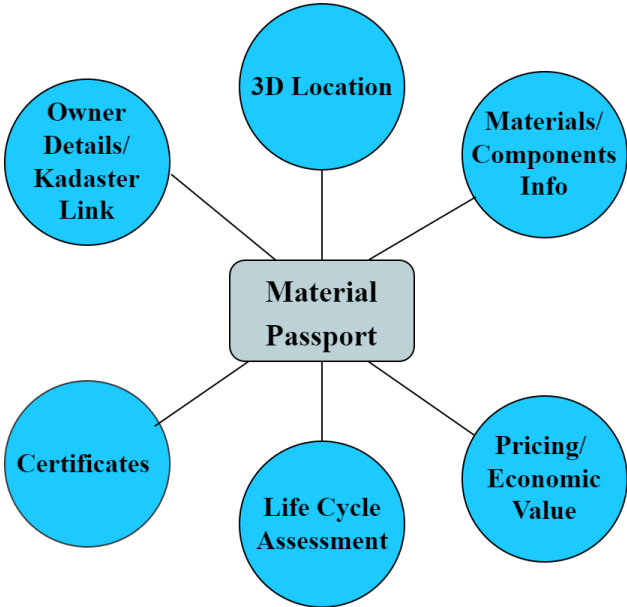 3D Location
Owner
Details/
Kadaster
Link
Materials/
Components
Info
Material
Passport
Certificates
Life Cycle
Assessment
Pricing/
Economic
Value